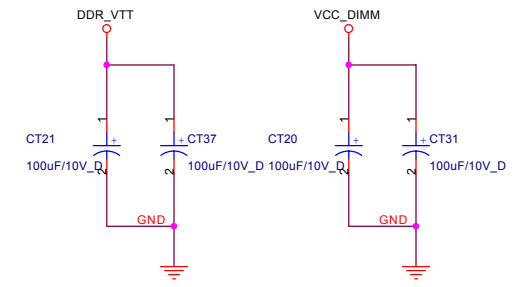 DDR_VTT VCC_DIMM
1 1 1 1
CT21 + + CT37 CT20 + + CT31
100uF/10V_D 100uF/10V_D 100uF/10V_D 100uF/10V_D
2 2 2 2
GND GND